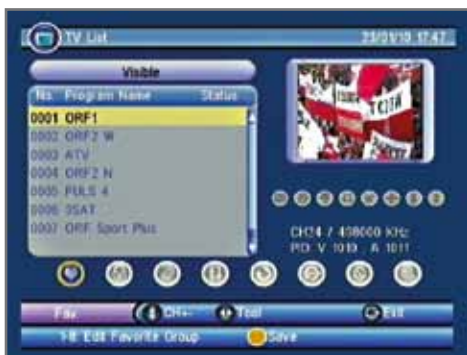 TV List
23/01/10 17:47
Visible
No. Program Name Status
0001 ORF1
0002 ORF2 W
0003 ATV
0004 ORF2 N
0005 PULS 4
0006 3SAT
0007 ORF Sport Plus
CH24 / 498000 KHz
PID: V 1010 , A 1011
Fav CH+- Tool Exit
1-8: Edit Favorite Group Save